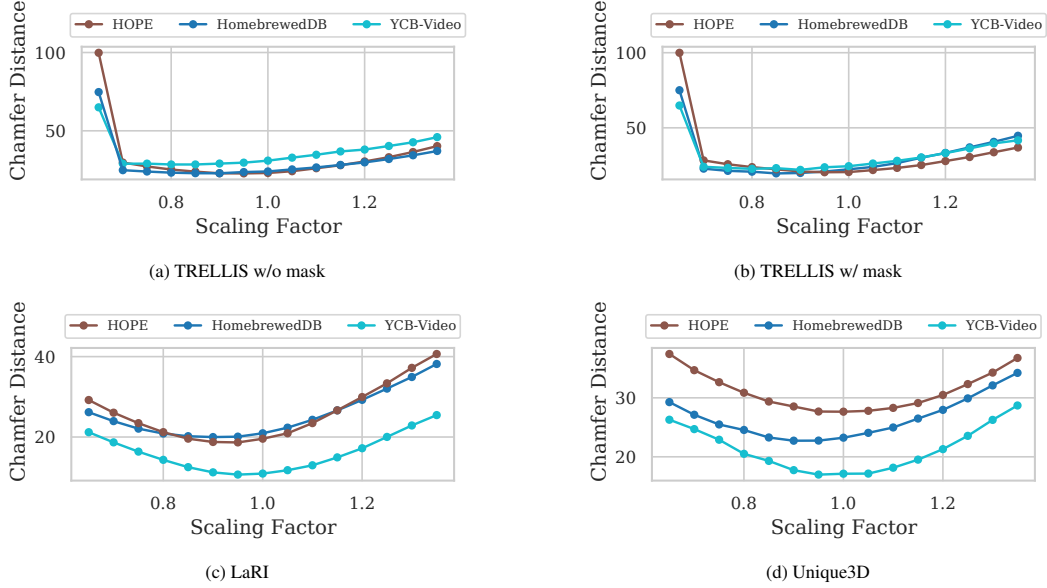 HOPE HomebrewedDB YCB-Video
Chamfer Distance
100
50
0.8 1.0 1.2
Scaling Factor
(a) TRELLIS w/o mask
HOPE HomebrewedDB YCB-Video
Chamfer Distance
100
50
0.8 1.0 1.2
Scaling Factor
(b) TRELLIS w/ mask
HOPE HomebrewedDB YCB-Video
Chamfer Distance
40
20
0.8 1.0 1.2
Scaling Factor
(c) LaRI
HOPE HomebrewedDB YCB-Video
Chamfer Distance
30
20
0.8 1.0 1.2
Scaling Factor
(d) Unique3D